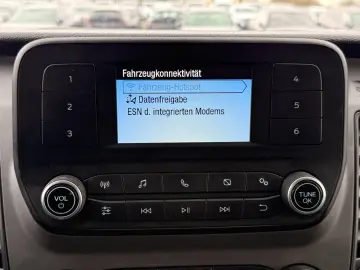 Fahrzeugkonnektivität
1
Fahrzeug-Hotspot
4
Datenfreigabe
2
ESN d. integrierten Modems
5
3
6
VOL
TUNE
OK